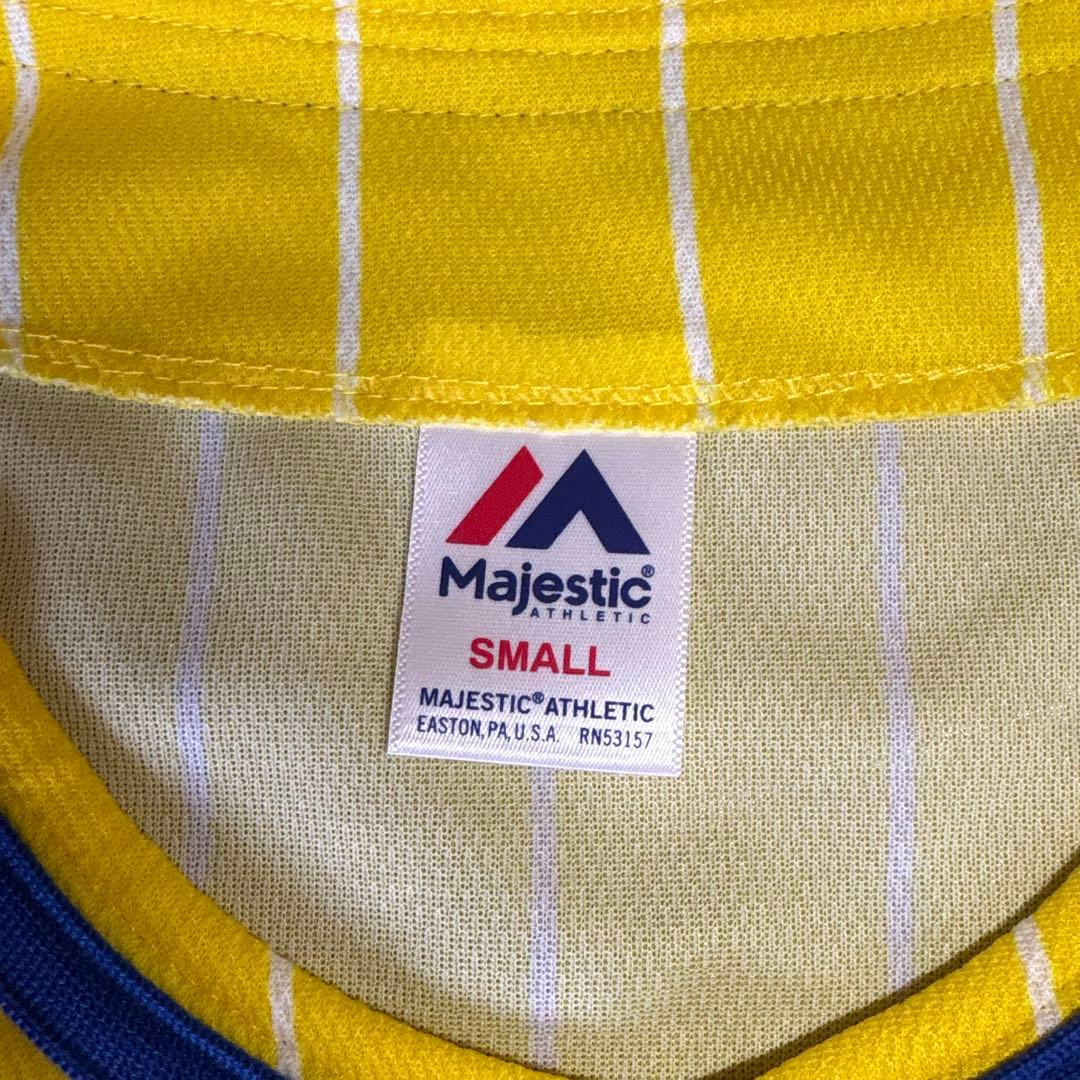 Majestic®
ATHLETIC
SMALL
MAJESTIC® ATHLETIC
EASTON, PA, U.S.A. RN53157